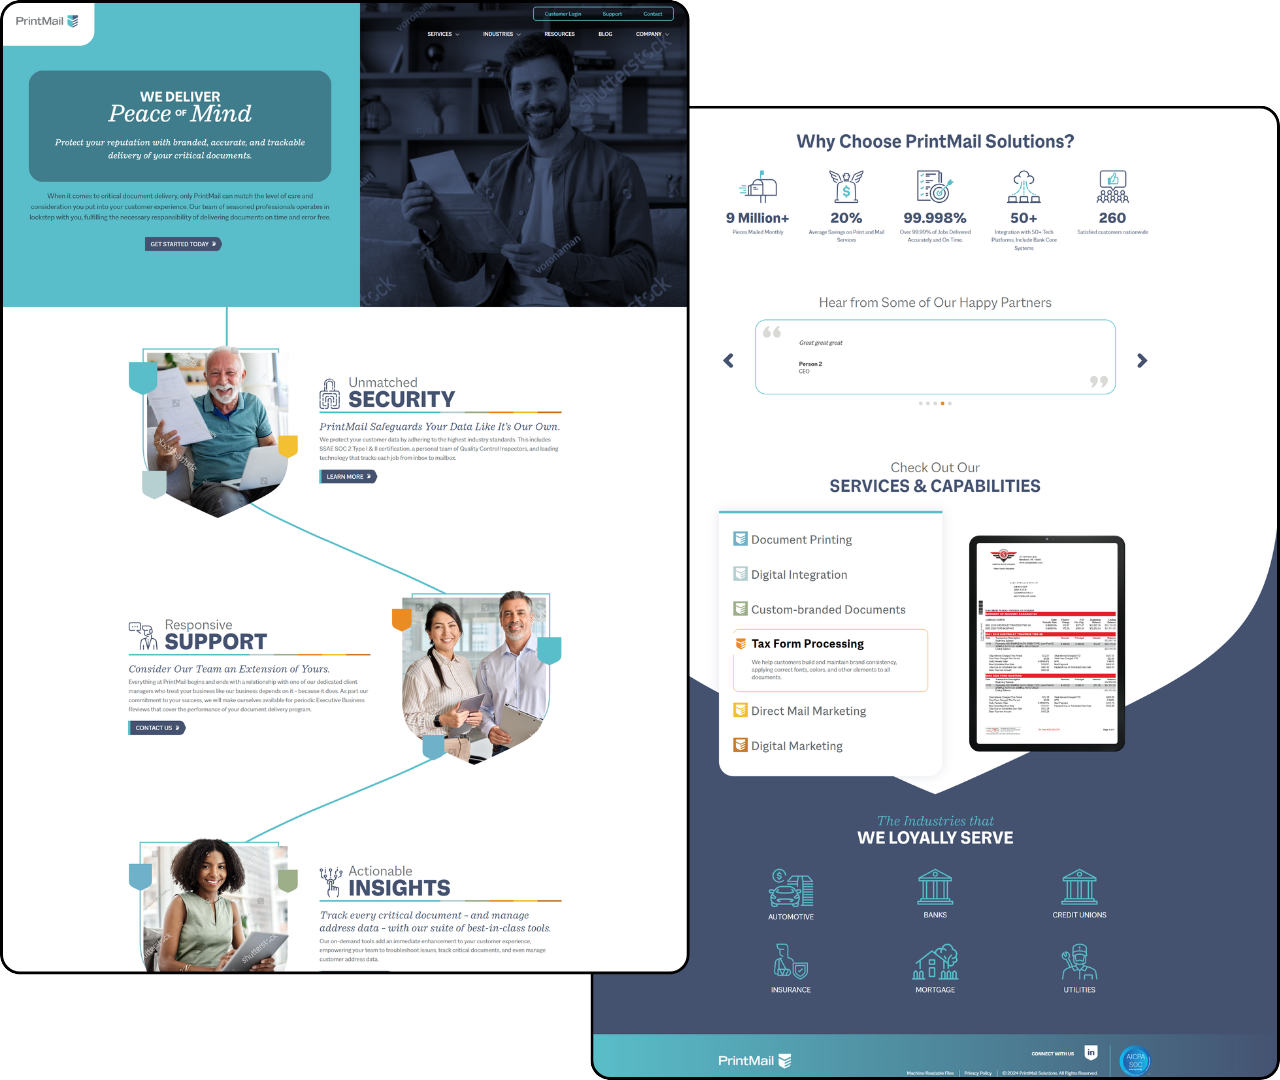 PrintMail
Customer Login
Support
Contact
SERVICES
INDUSTRIES
RESOURCES
BLOG
COMPANY
WE DELIVER
Peace OF Mind
Protect your reputation with branded, accurate, and trackable
delivery of your critical documents.
When it comes to critical document delivery, only PrintMail can match the level of care and
consideration you put into your customer experience. Our team of seasoned professionals operates in
lockstep with you, fulfilling the necessary responsibility of delivering documents on time and error free.
GET STARTED TODAY
shutterstock
voronaman
Unmatched
SECURITY
PrintMail Safeguards Your Data Like It's Our Own.
We protect your customer data by adhering to the highest industry standards. This includes
SSAE SOC 2 Type I & II certification, a personal team of Quality Control Inspectors, and leading
technology that tracks each job from inbox to mailbox.
LEARN MORE
Responsive
SUPPORT
Consider Our Team an Extension of Yours.
Everything at PrintMail begins and ends with a relationship with one of our dedicated client
managers who treat your business like our business depends on it – because it does. As part our
commitment to your success, we will make ourselves available for periodic Executive Business
Reviews that cover the performance of your document delivery program.
CONTACT US
Actionable
INSIGHTS
Track every critical document – and manage
address data – with our suite of best-in-class tools.
Our on-demand tools add an immediate enhancement to your customer experience,
empowering your team to troubleshoot issues, track critical documents, and even manage
customer address data.
Why Choose PrintMail Solutions?
9 Million+
Pieces Mailed Monthly
20%
Average Savings on Print and Mail
Services
99.998%
Over 99.99% of Jobs Delivered
Accurately and On Time.
50+
Integration with 50+ Tech
Platforms, Include Bank Core
Systems
260
Satisfied customers nationwide
Hear from Some of Our Happy Partners
Great great great
Person 2
CEO
Check Out Our
SERVICES & CAPABILITIES
Document Printing
Digital Integration
Custom-branded Documents
Tax Form Processing
We help customers build and maintain brand consistency,
applying correct fonts, colors, and other elements to all
documents.
Direct Mail Marketing
Digital Marketing
The Industries that
WE LOYALLY SERVE
AUTOMOTIVE
BANKS
CREDIT UNIONS
INSURANCE
MORTGAGE
UTILITIES
PrintMail
CONNECT WITH US
in
AICPA
SOC
Machine Readable Files
Privacy Policy
© 2024 PrintMail Solutions. All Rights Reserved.